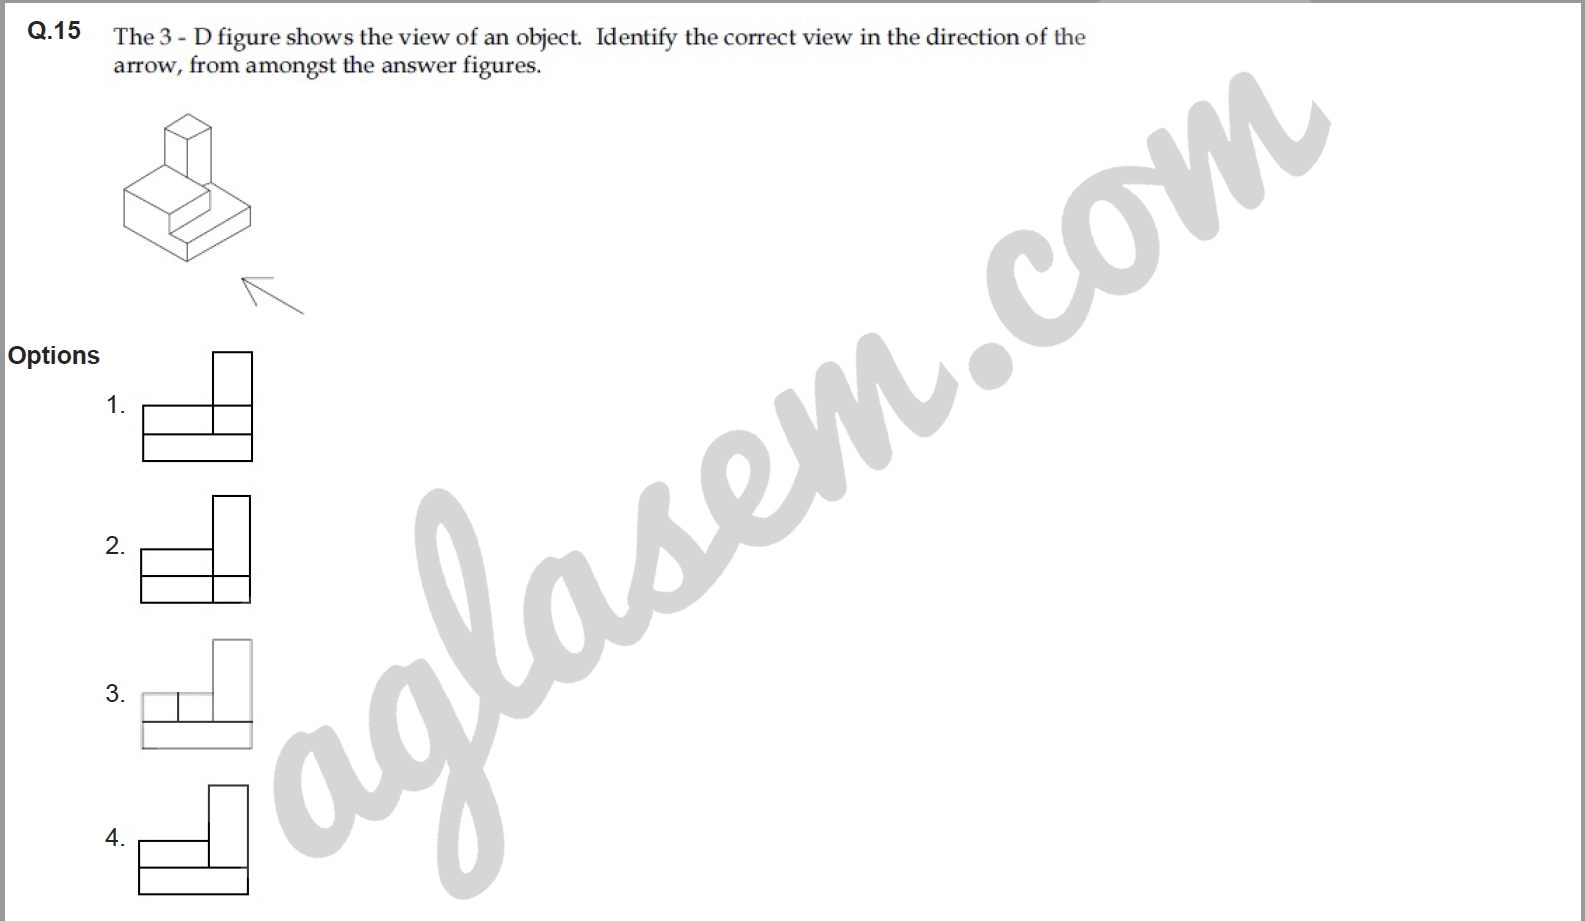 Q.15 The 3 - D figure shows the view of an object. Identify the correct view in the direction of the
arrow, from amongst the answer figures.
Options
1.
2.
3.
4.
aglasem.com